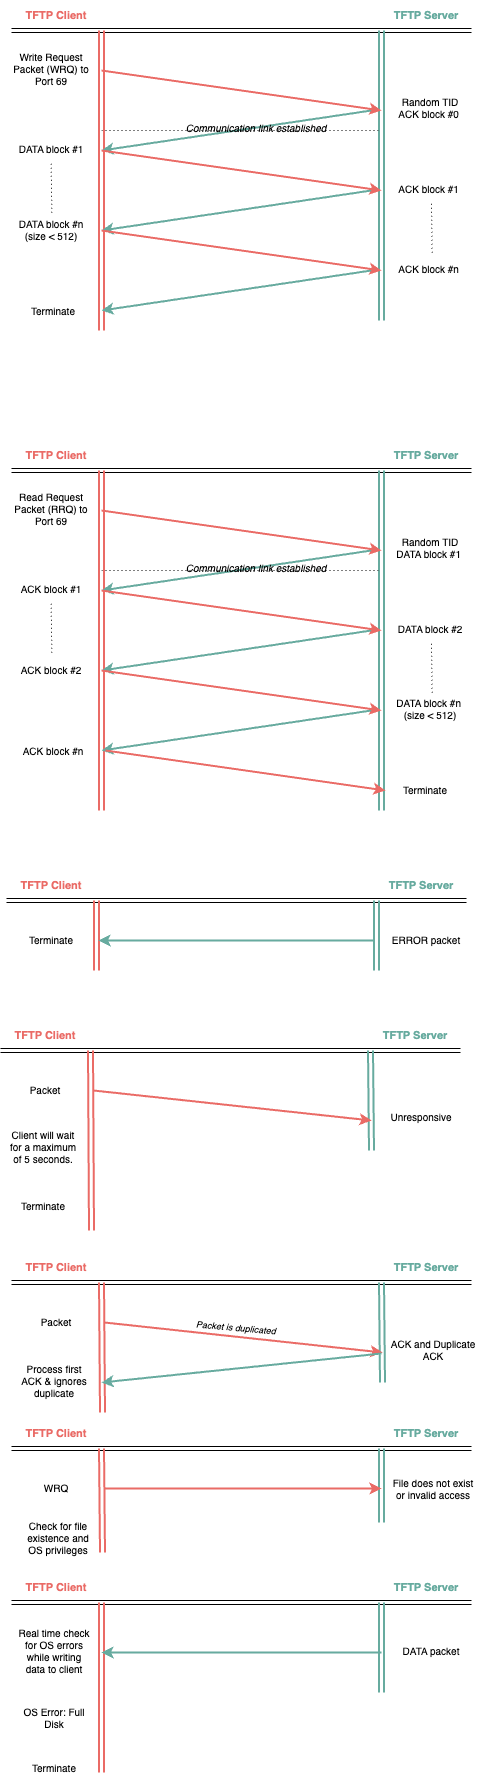 TFTP Client
TFTP Server
Write Request
Packet (WRQ) to
Port 69
Random TID
ACK block #0
Communication link established
DATA block #1
ACK block #1
DATA block #n
(size < 512)
ACK block #n
Terminate
TFTP Client
TFTP Server
Read Request
Packet (RRQ) to
Port 69
Random TID
DATA block #1
Communication link established
ACK block #1
DATA block #2
ACK block #2
DATA block #n
(size < 512)
ACK block #n
Terminate
TFTP Client
TFTP Server
Terminate
ERROR packet
TFTP Client
TFTP Server
Packet
Unresponsive
Client will wait
for a maximum
of 5 seconds.
Terminate
TFTP Client
TFTP Server
Packet
Packet is duplicated
ACK and Duplicate
ACK
Process first
ACK & ignores
duplicate
TFTP Client
TFTP Server
WRQ
File does not exist
or invalid access
Check for file
existence and
OS privileges
TFTP Client
TFTP Server
Real time check
for OS errors
while writing
data to client
DATA packet
OS Error: Full
Disk
Terminate